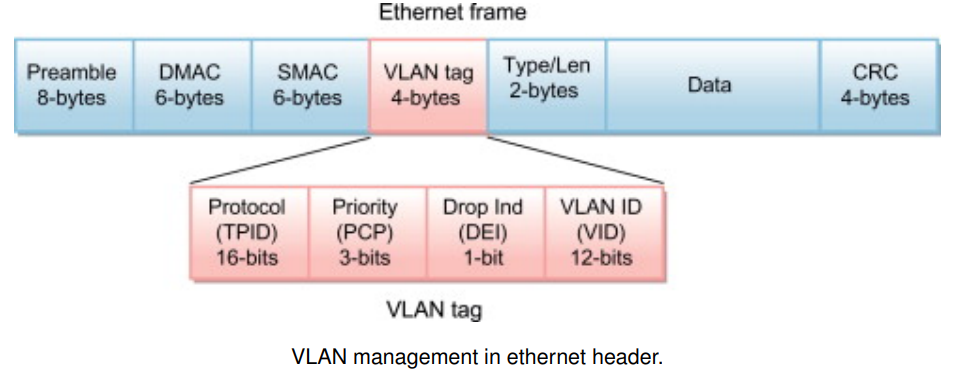 Ethernet frame
Preamble
8-bytes
DMAC
6-bytes
SMAC
6-bytes
VLAN tag
4-bytes
Type/Len
2-bytes
Data
CRC
4-bytes
Protocol
(TPID)
16-bits
Priority
(PCP)
3-bits
Drop Ind
(DEI)
1-bit
VLAN ID
(VID)
12-bits
VLAN tag
VLAN management in ethernet header.